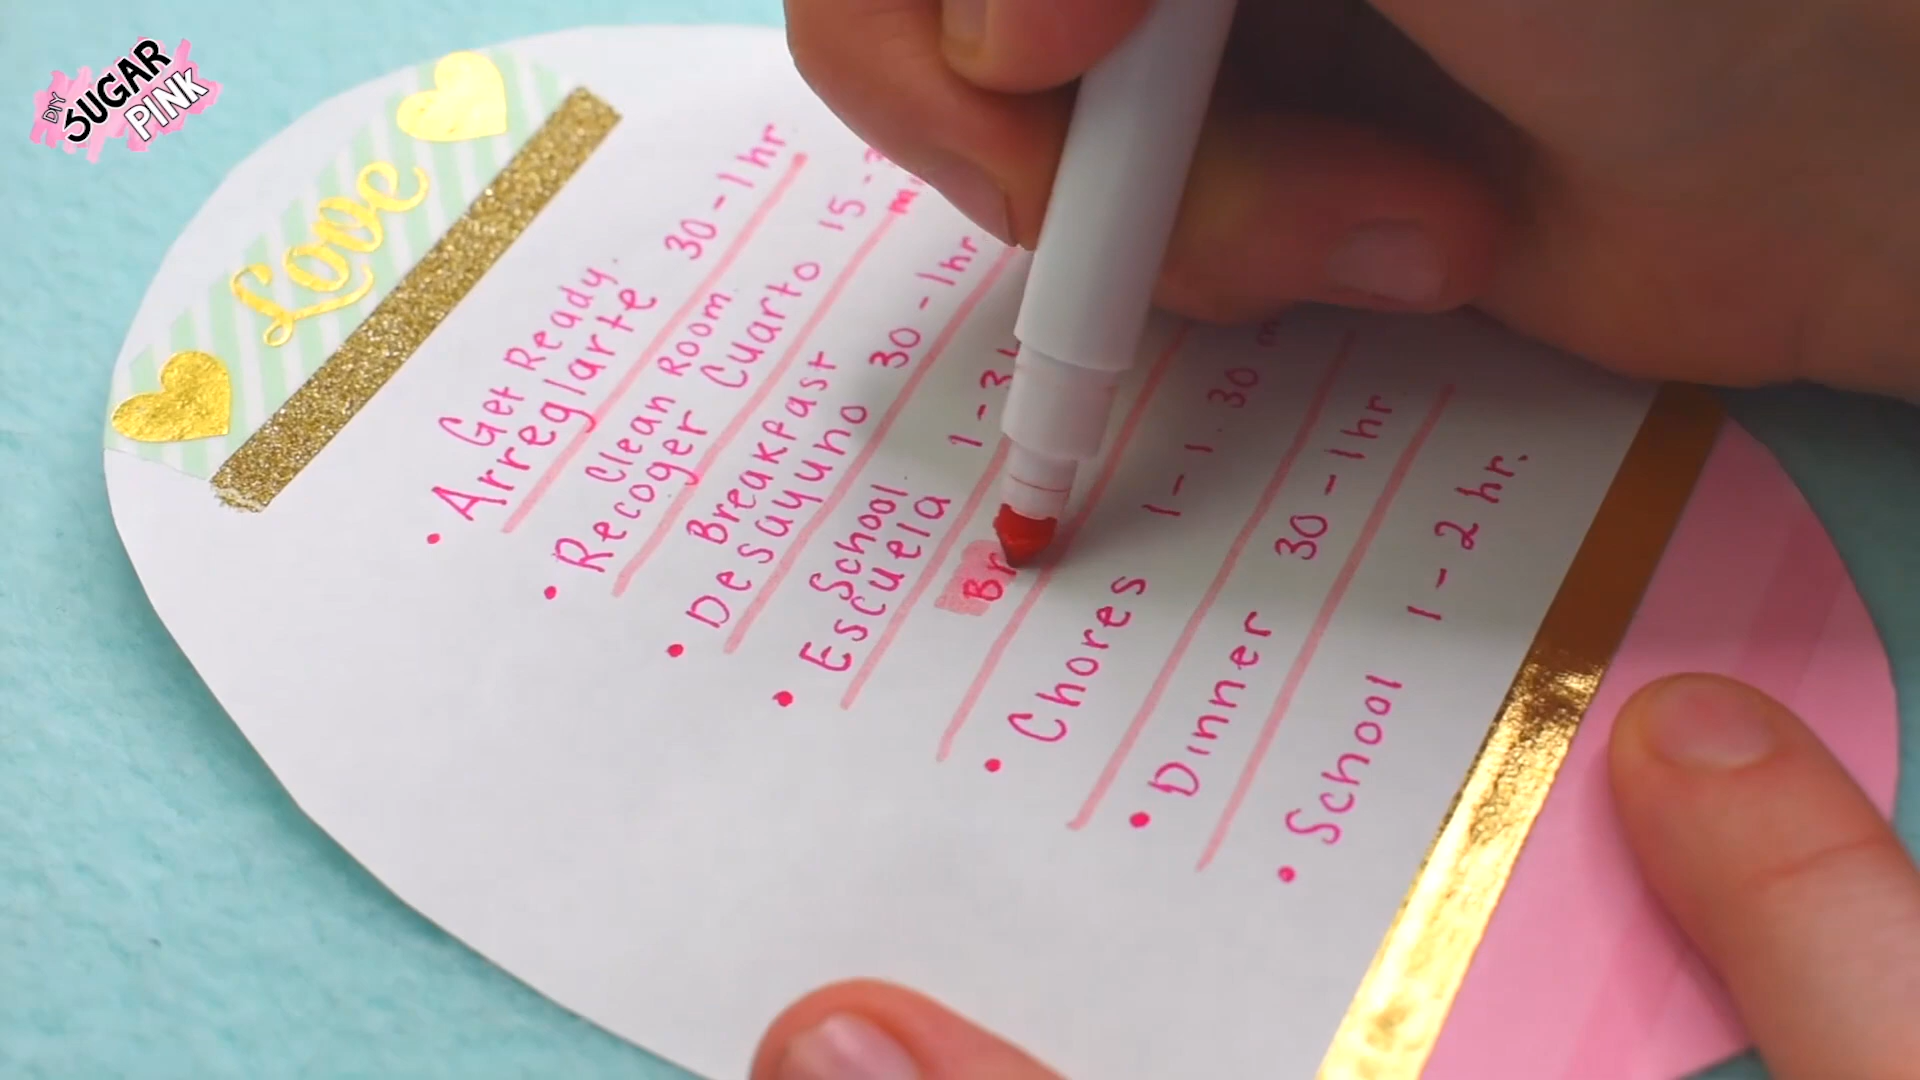 DIY
SUGAR
PINK
Love
Get Ready.
• Arreglarte 30 - 1 hr
Clean Room.
• Recoger Cuarto 15 -
Breakfast
• Desayuno 30 - 1 hr
School.
• Escuela 1 - 3
Br
• Chores 1 - 1. 30
• Dinner 30 - 1 hr
• School 1 - 2 hr.